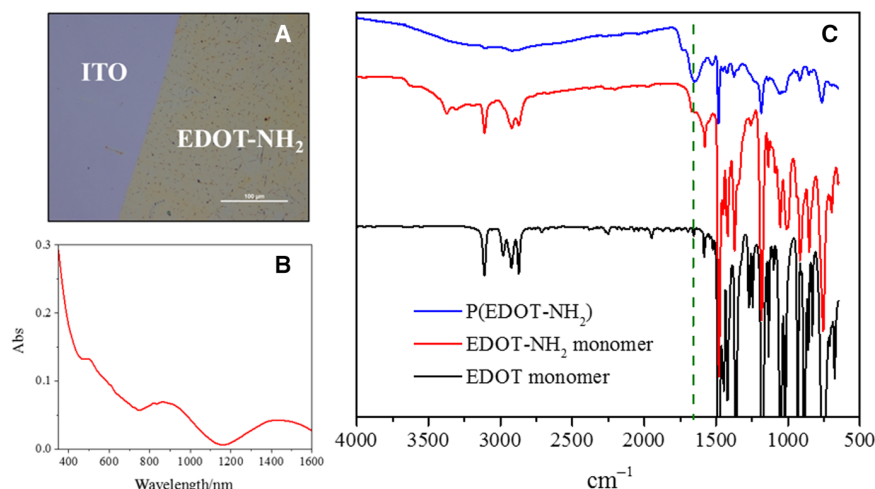 A
ITO
EDOT-NH₂
100 μm
B
0.3
0.2
0.1
0.0
Abs
400 600 800 1000 1200 1400 1600
Wavelength/nm
C
P(EDOT-NH₂)
EDOT-NH₂ monomer
EDOT monomer
4000 3500 3000 2500 2000 1500 1000 500
cm⁻¹